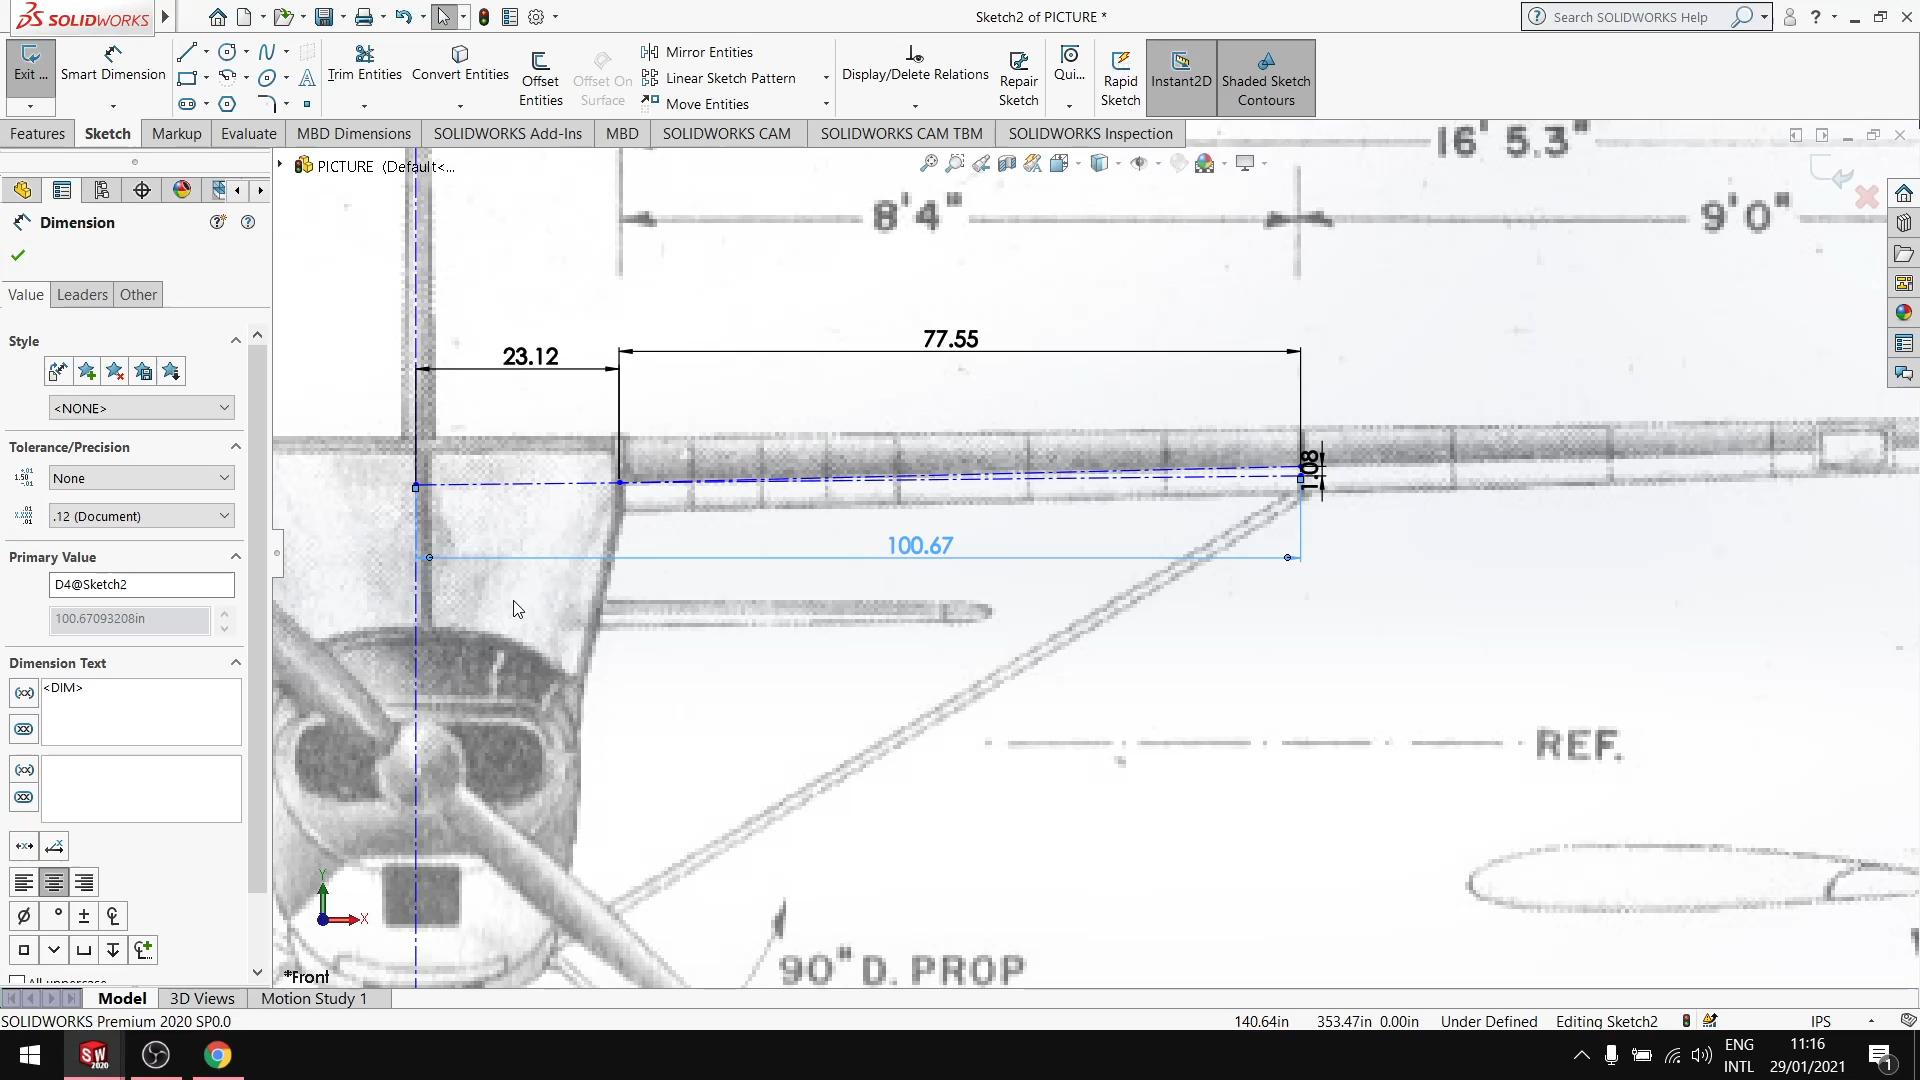 SOLIDWORKS
Sketch2 of PICTURE *
Search SOLIDWORKS Help
Exit ...
Smart Dimension
Trim Entities
Convert Entities
Offset Entities
Offset On Surface
Mirror Entities
Linear Sketch Pattern
Move Entities
Display/Delete Relations
Repair Sketch
Qui...
Rapid Sketch
Instant2D
Shaded Sketch Contours
Features
Sketch
Markup
Evaluate
MBD Dimensions
SOLIDWORKS Add-Ins
MBD
SOLIDWORKS CAM
SOLIDWORKS CAM TBM
SOLIDWORKS Inspection
PICTURE (Default<...
16' 5.3"
8'4"
9'0"
Dimension
Value
Leaders
Other
Style
<NONE>
Tolerance/Precision
None
.12 (Document)
Primary Value
D4@Sketch2
100.67093208in
Dimension Text
<DIM>
23.12
77.55
1.08
100.67
REF.
90" D. PROP
Y
X
*Front
Model
3D Views
Motion Study 1
SOLIDWORKS Premium 2020 SP0.0
140.64in
353.47in
0.00in
Under Defined
Editing Sketch2
IPS
ENG
INTL
11:16
29/01/2021
1